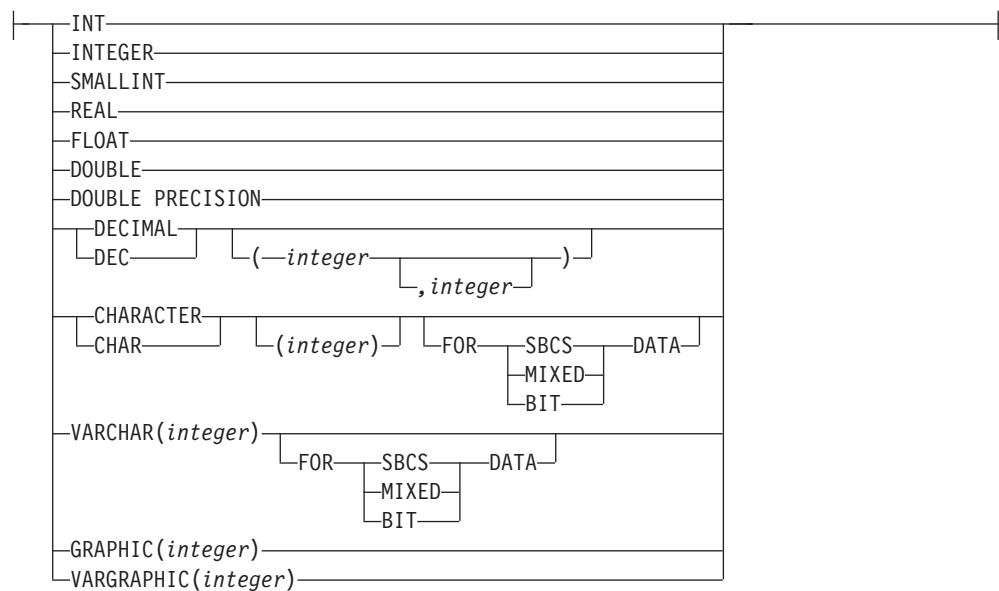 INT
INTEGER
SMALLINT
REAL
FLOAT
DOUBLE
DOUBLE PRECISION
DECIMAL
DEC
(integer
,integer
)
CHARACTER
CHAR
(integer)
FOR SBCS DATA
MIXED
BIT
VARCHAR(integer)
FOR SBCS DATA
MIXED
BIT
GRAPHIC(integer)
VARGRAPHIC(integer)